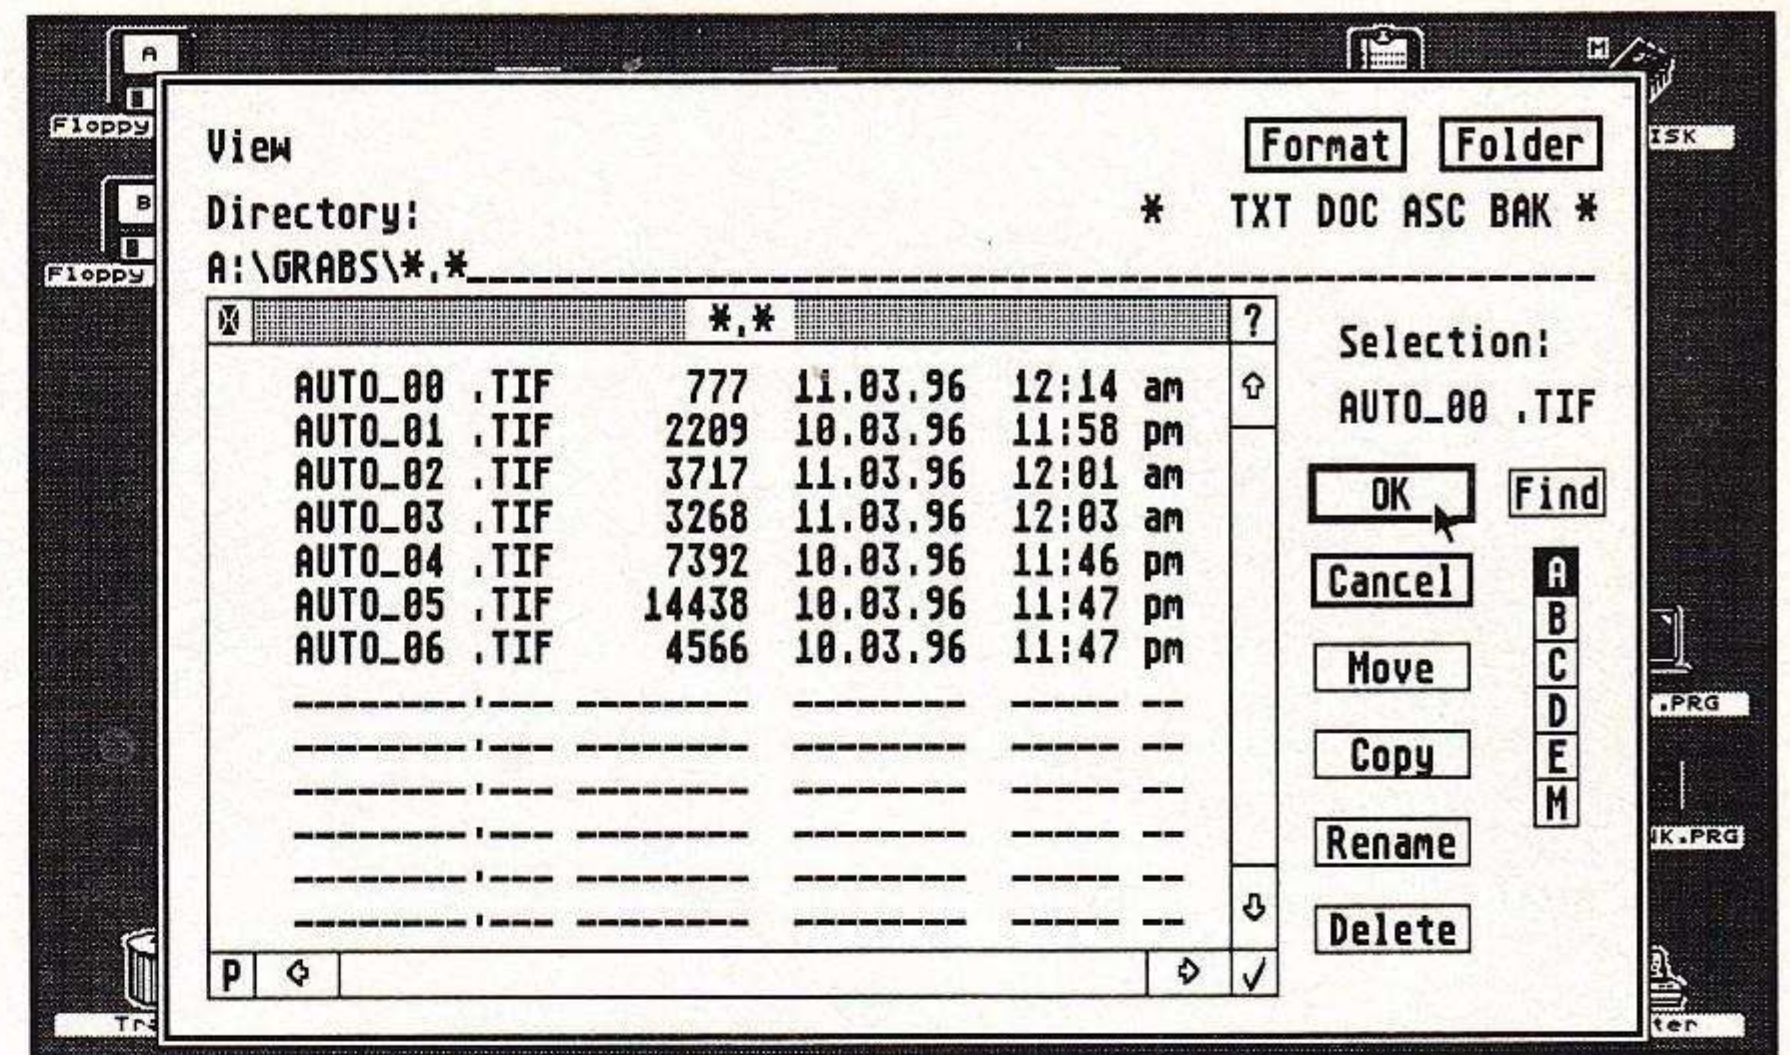 A
M
Floppy
ISK
View
Format Folder
Directory:
* TXT DOC ASC BAK *
B
Floppy
A:\GRABS\*.*
*.* ?
Selection:
AUTO_00 .TIF
AUTO_00 .TIF 777 11.03.96 12:14 am
AUTO_01 .TIF 2209 10.03.96 11:58 pm
AUTO_02 .TIF 3717 11.03.96 12:01 am
AUTO_03 .TIF 3268 11.03.96 12:03 am
AUTO_04 .TIF 7392 10.03.96 11:46 pm
AUTO_05 .TIF 14438 10.03.96 11:47 pm
AUTO_06 .TIF 4566 10.03.96 11:47 pm
OK Find
Cancel
Move
Copy
Rename
Delete
A
B
C
D
E
M
.PRG
NK.PRG
P
Tr
ter